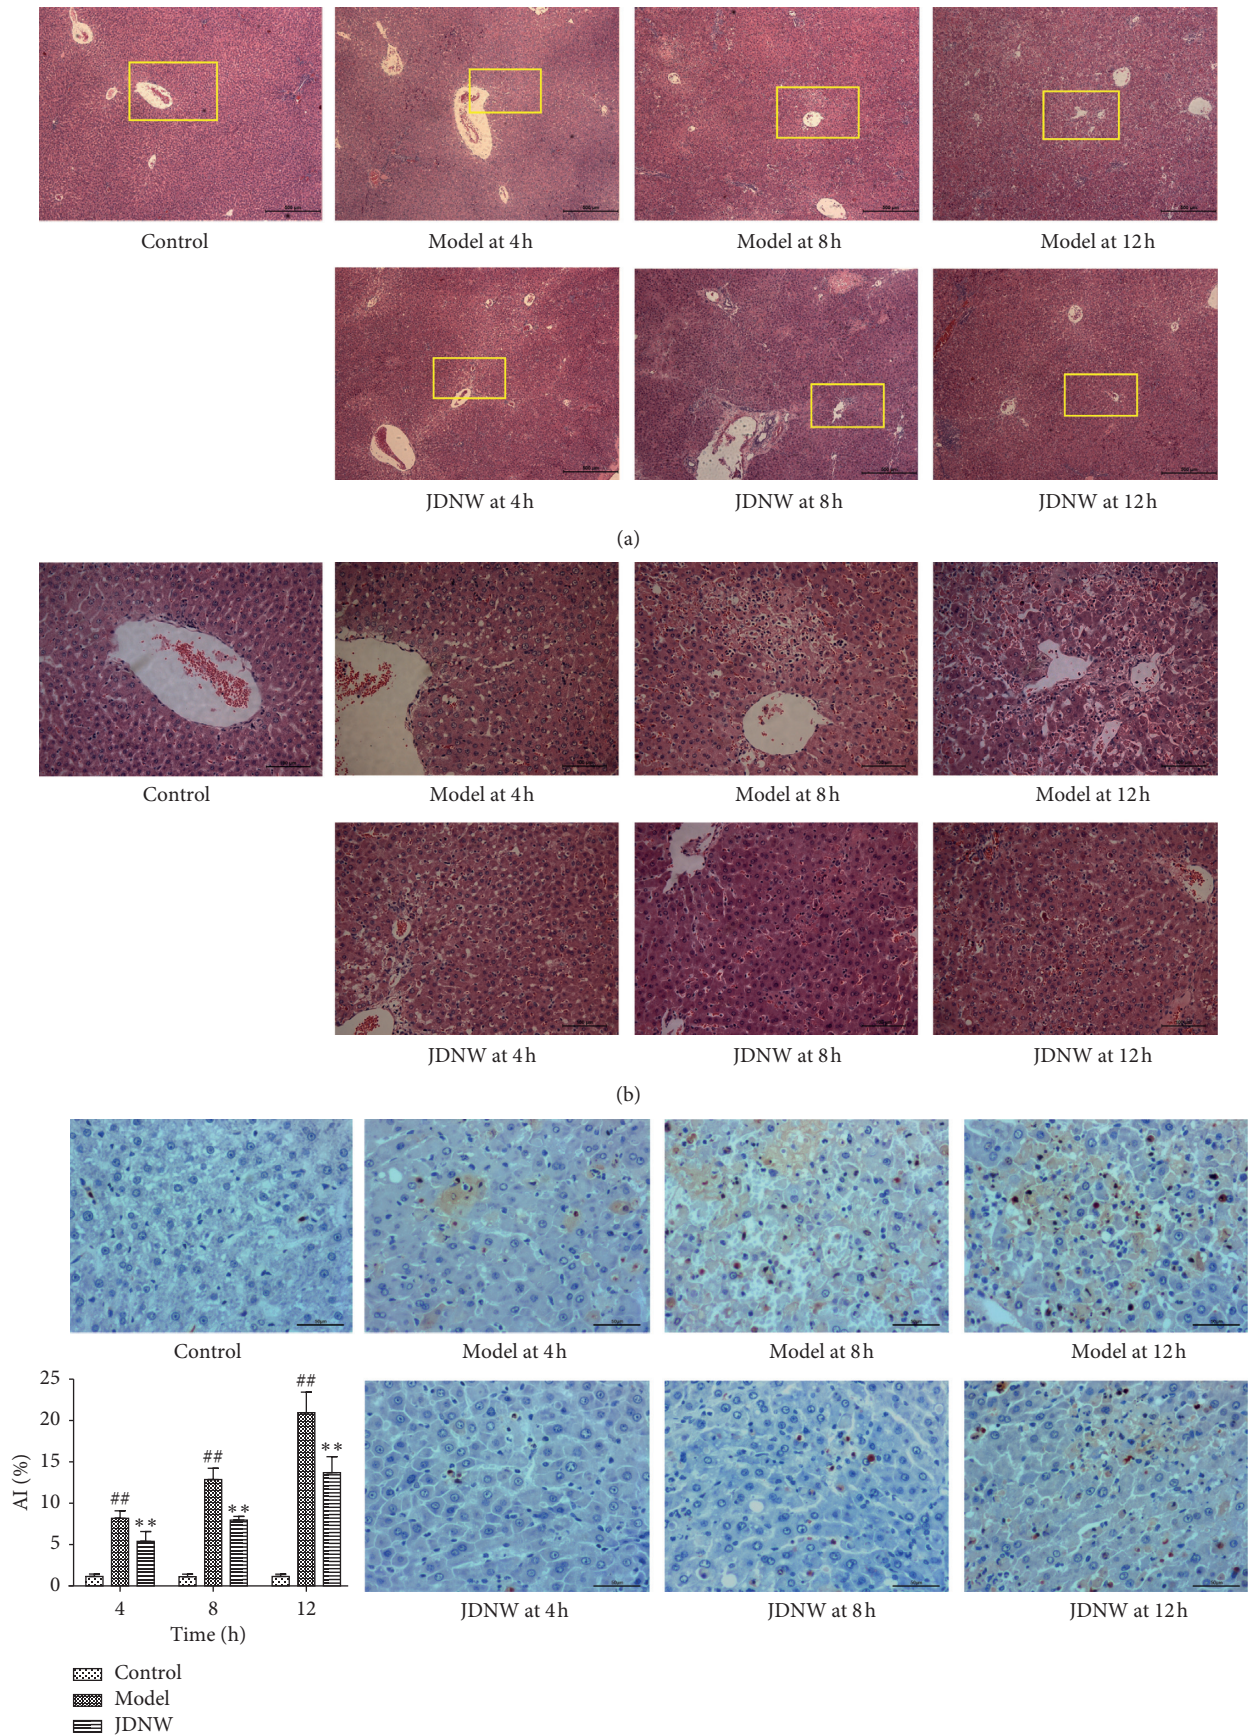 Control
Model at 4 h
Model at 8 h
Model at 12 h
JDNW at 4 h
JDNW at 8 h
JDNW at 12 h
(a)
Control
Model at 4 h
Model at 8 h
Model at 12 h
JDNW at 4 h
JDNW at 8 h
JDNW at 12 h
(b)
Control
Model at 4 h
Model at 8 h
Model at 12 h
25
20
15
10
5
0
AI (%)
##
**
##
**
##
**
4
8
12
Time (h)
Control
Model
JDNW
JDNW at 4 h
JDNW at 8 h
JDNW at 12 h